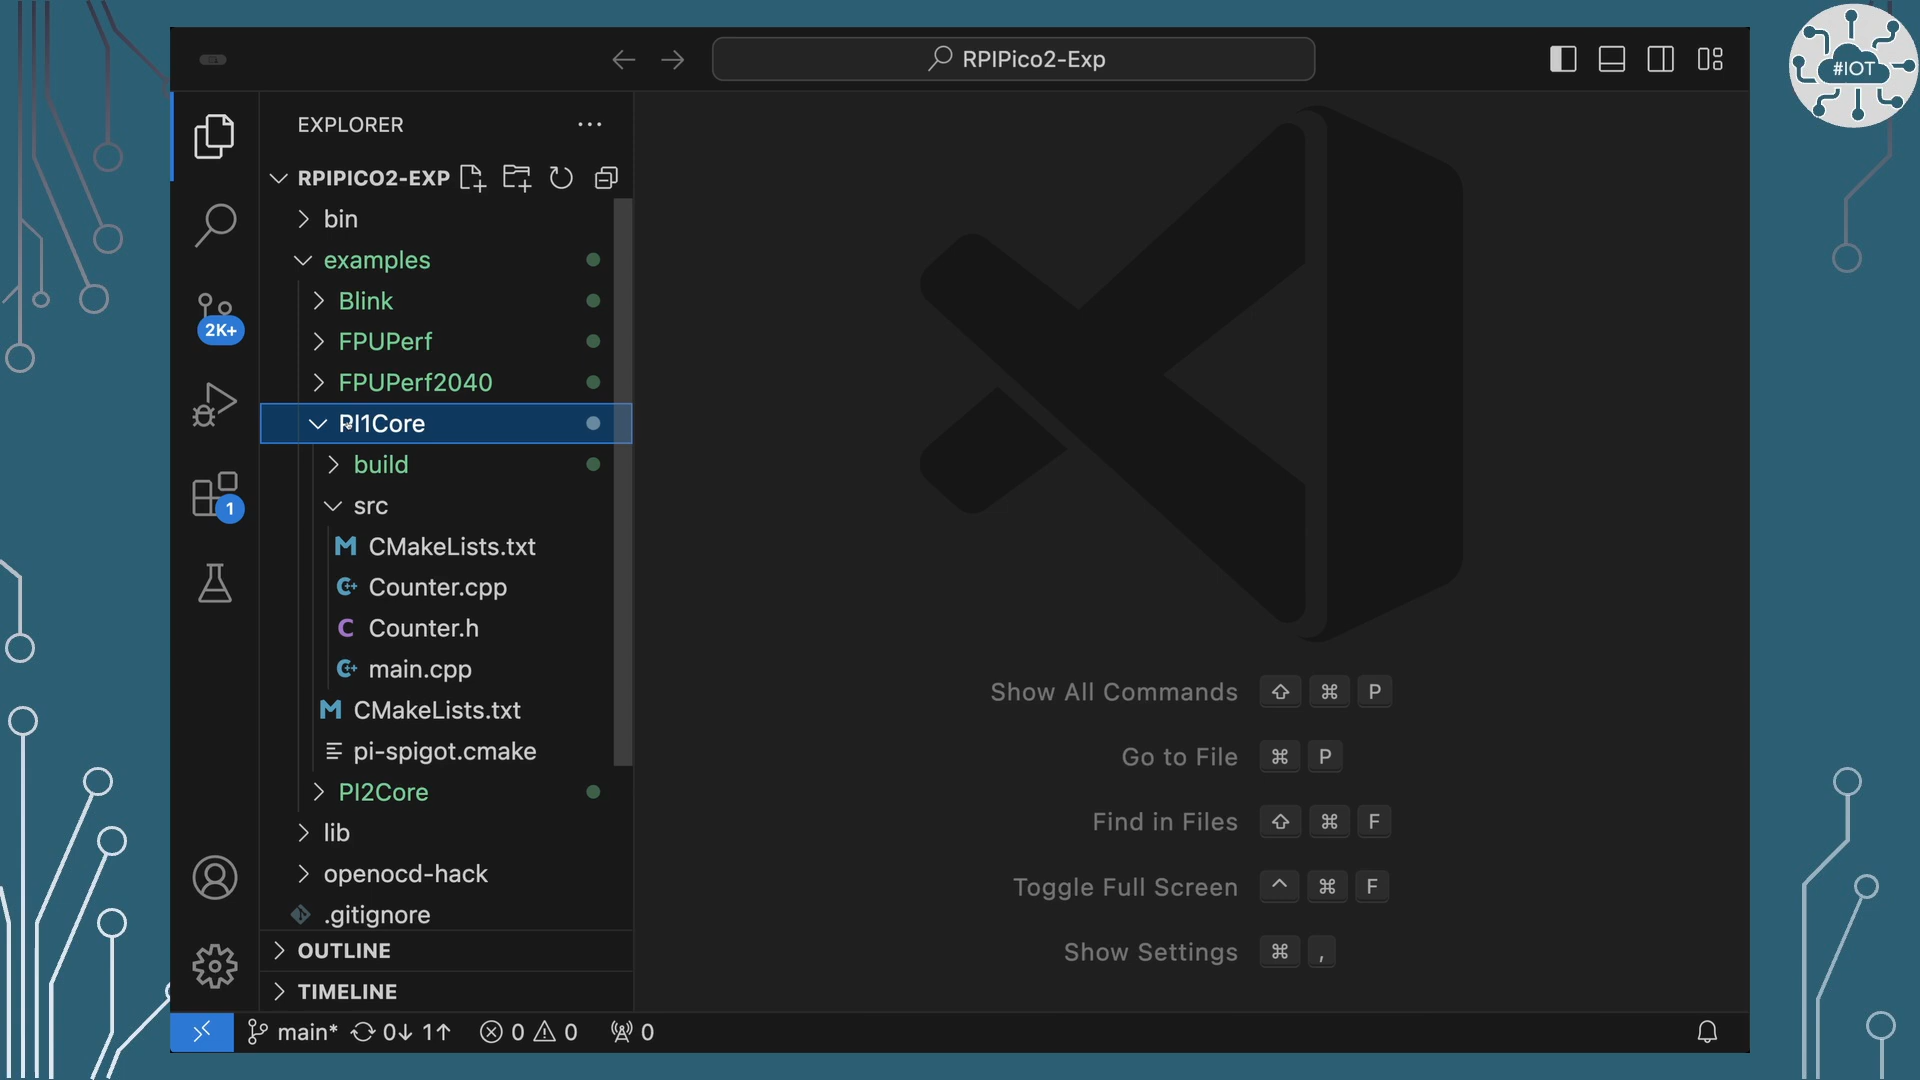 RPIPico2-Exp
#IOT
EXPLORER
RPIPICO2-EXP
bin
examples
Blink
2K+
FPUPerf
FPUPerf2040
PI1Core
build
1
src
CMakeLists.txt
Counter.cpp
C Counter.h
main.cpp
M CMakeLists.txt
pi-spigot.cmake
PI2Core
lib
openocd-hack
.gitignore
OUTLINE
TIMELINE
Show All Commands ⇧ ⌘ P
Go to File ⌘ P
Find in Files ⇧ ⌘ F
Toggle Full Screen ^ ⌘ F
Show Settings ⌘ ,
main* 0↓ 1↑ 0 0 0